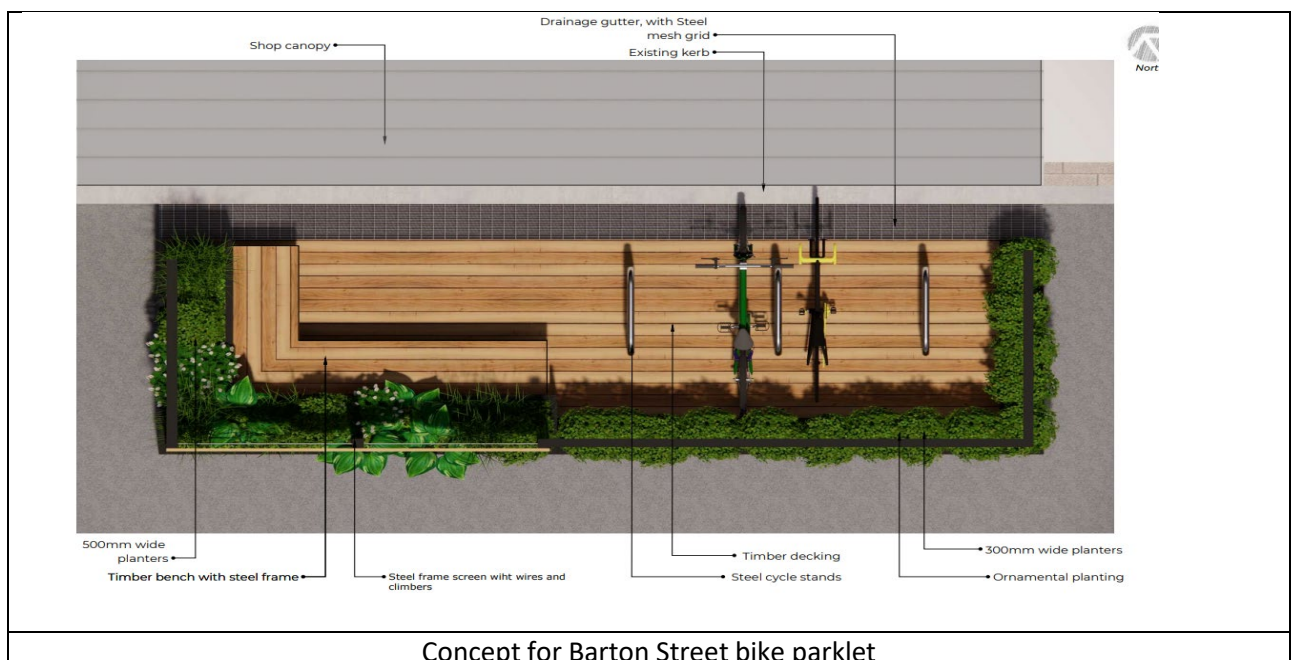 Drainage gutter, with Steel
mesh grid
Shop canopy
Existing kerb
Nort
500mm wide
planters
Timber bench with steel frame
Steel frame screen wiht wires and
climbers
Timber decking
Steel cycle stands
300mm wide planters
Ornamental planting
Concept for Barton Street bike parklet